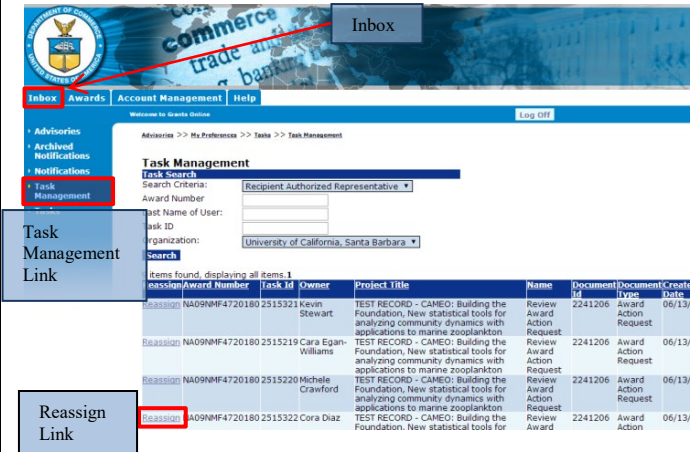 DEPARTMENT OF COMMERCE
UNITED STATES OF AMERICA
commerce
trade and
banking
Inbox
Inbox Awards Account Management Help
Welcome to Grants Online Log Off
Advisories
Archived
Notifications
Notifications
Task
Management
Tasks
Advisories >> My Preferences >> Tasks >> Task Management
Task Management
Task Search
Search Criteria: Recipient Authorized Representative
Award Number
Last Name of User:
Task ID
Organization: University of California, Santa Barbara
Search
items found, displaying all items.1
Task
Management
Link
Reassign Award Number Task Id Owner Project Title Name Document Document Create
Id Type Date
Reassign NA09NMF4720180 2515321 Kevin TEST RECORD - CAMEO: Building the Review 2241206 Award 06/13/
Stewart Foundation, New statistical tools for Award Action
analyzing community dynamics with Action Request
applications to marine zooplankton Request
Reassign NA09NMF4720180 2515219 Cara Egan- TEST RECORD - CAMEO: Building the Review 2241206 Award 06/13/
Williams Foundation, New statistical tools for Award Action
analyzing community dynamics with Action Request
applications to marine zooplankton Request
Reassign NA09NMF4720180 2515220 Michele TEST RECORD - CAMEO: Building the Review 2241206 Award 06/13/
Crawford Foundation, New statistical tools for Award Action
analyzing community dynamics with Action Request
applications to marine zooplankton Request
Reassign NA09NMF4720180 2515322 Cora Diaz TEST RECORD - CAMEO: Building the Review 2241206 Award 06/13/
Foundation, New statistical tools for Award Action
Reassign
Link